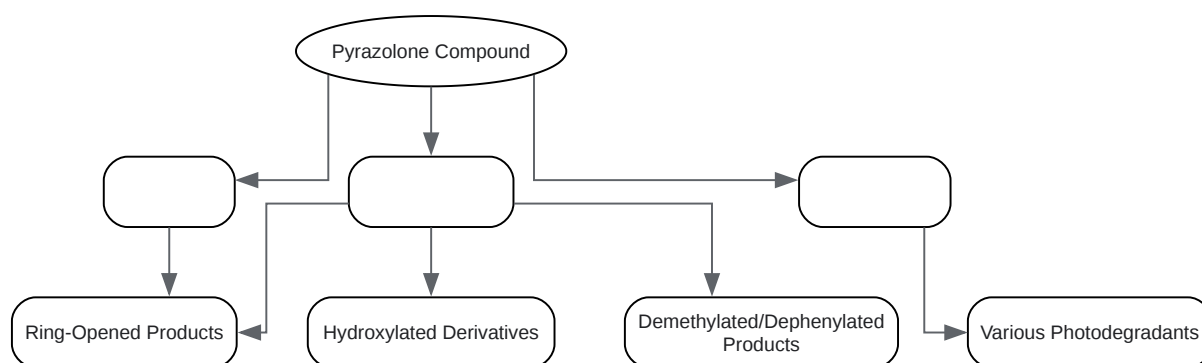 Pyrazolone Compound
Ring-Opened Products
Hydroxylated Derivatives
Demethylated/Dephenylated
Products
Various Photodegradants